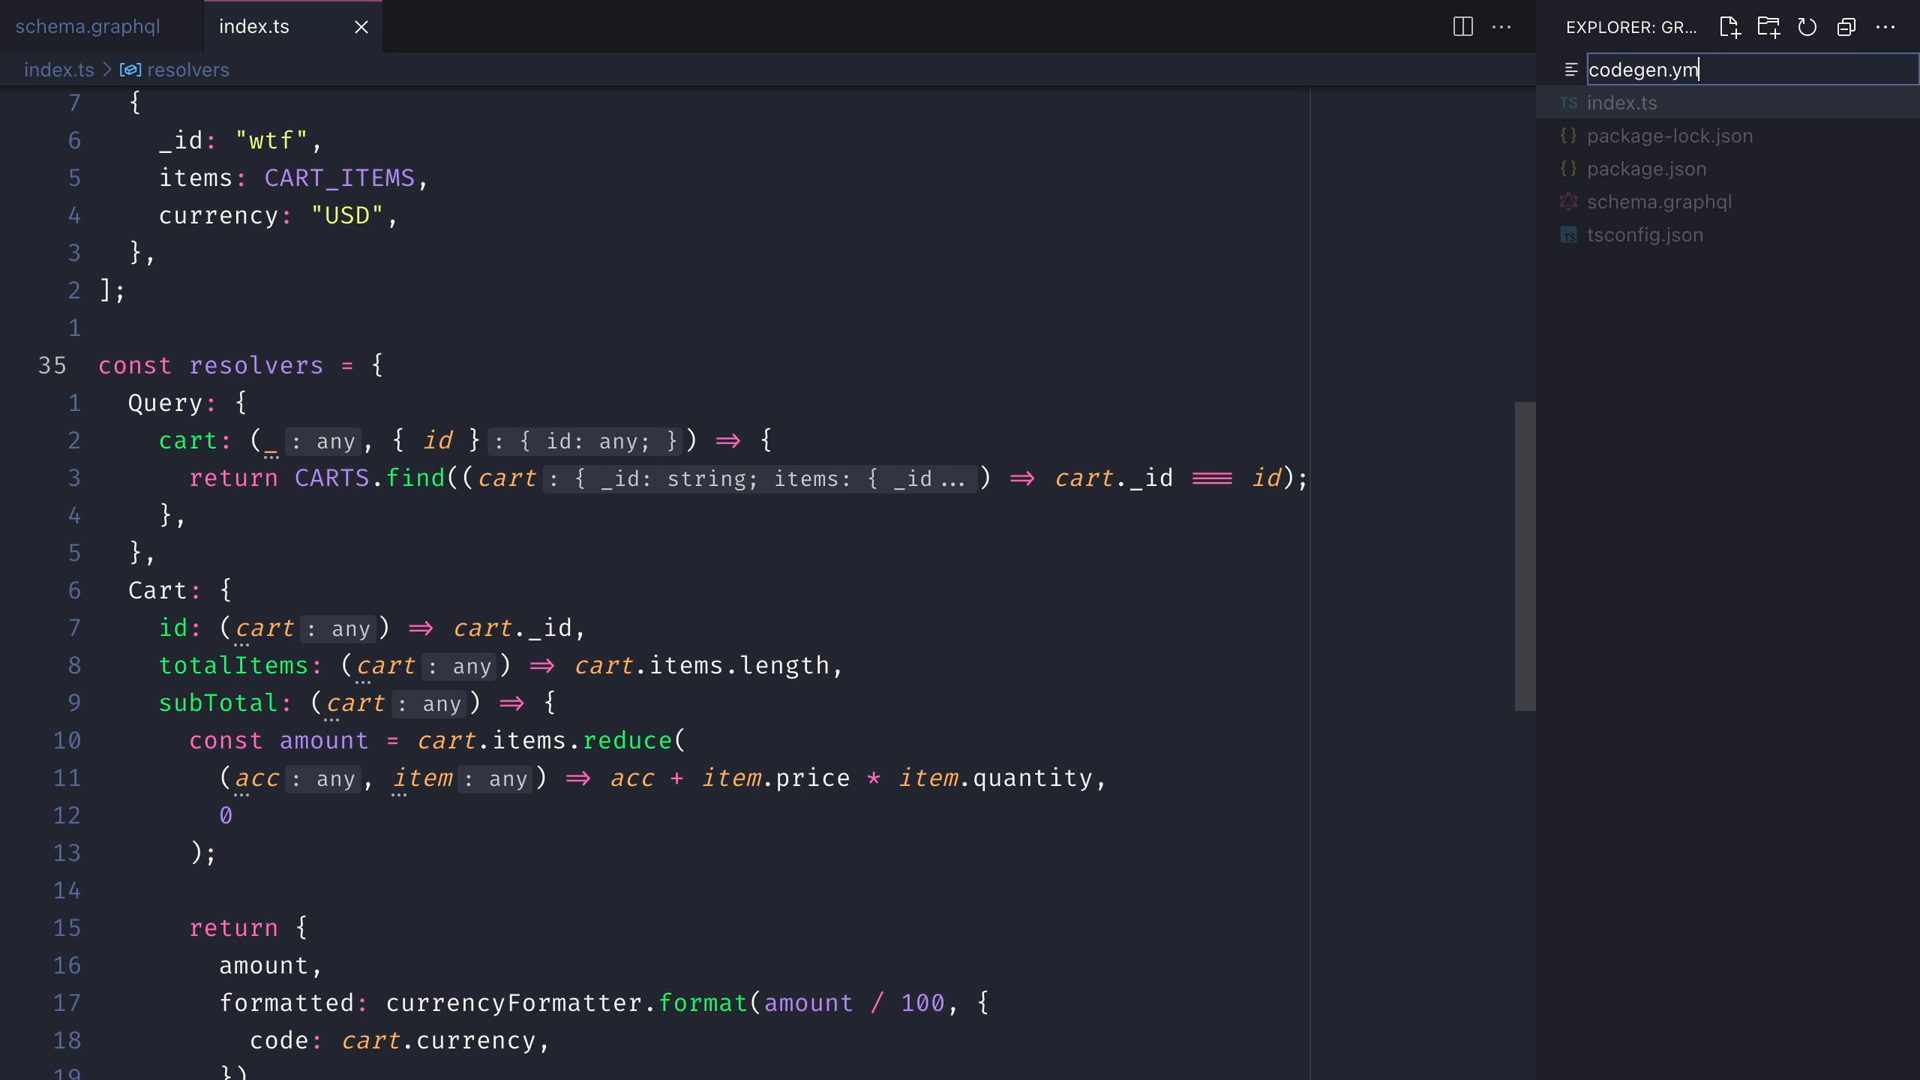 schema.graphql
index.ts
EXPLORER: GR...
index.ts > resolvers
codegen.ym
index.ts
package-lock.json
package.json
schema.graphql
tsconfig.json
7 {
6 _id: "wtf",
5 items: CART_ITEMS,
4 currency: "USD",
3 },
2 ];
1
35 const resolvers = {
1 Query: {
2 cart: (_: any, { id }: { id: any; }) ⇒ {
3 return CARTS.find((cart: { _id: string; items: { _id...) ⇒ cart._id === id);
4 },
5 },
6 Cart: {
7 id: (cart: any) ⇒ cart._id,
8 totalItems: (cart: any) ⇒ cart.items.length,
9 subTotal: (cart: any) ⇒ {
10 const amount = cart.items.reduce(
11 (acc: any, item: any) ⇒ acc + item.price * item.quantity,
12 0
13 );
14
15 return {
16 amount,
17 formatted: currencyFormatter.format(amount / 100, {
18 code: cart.currency,
19 })